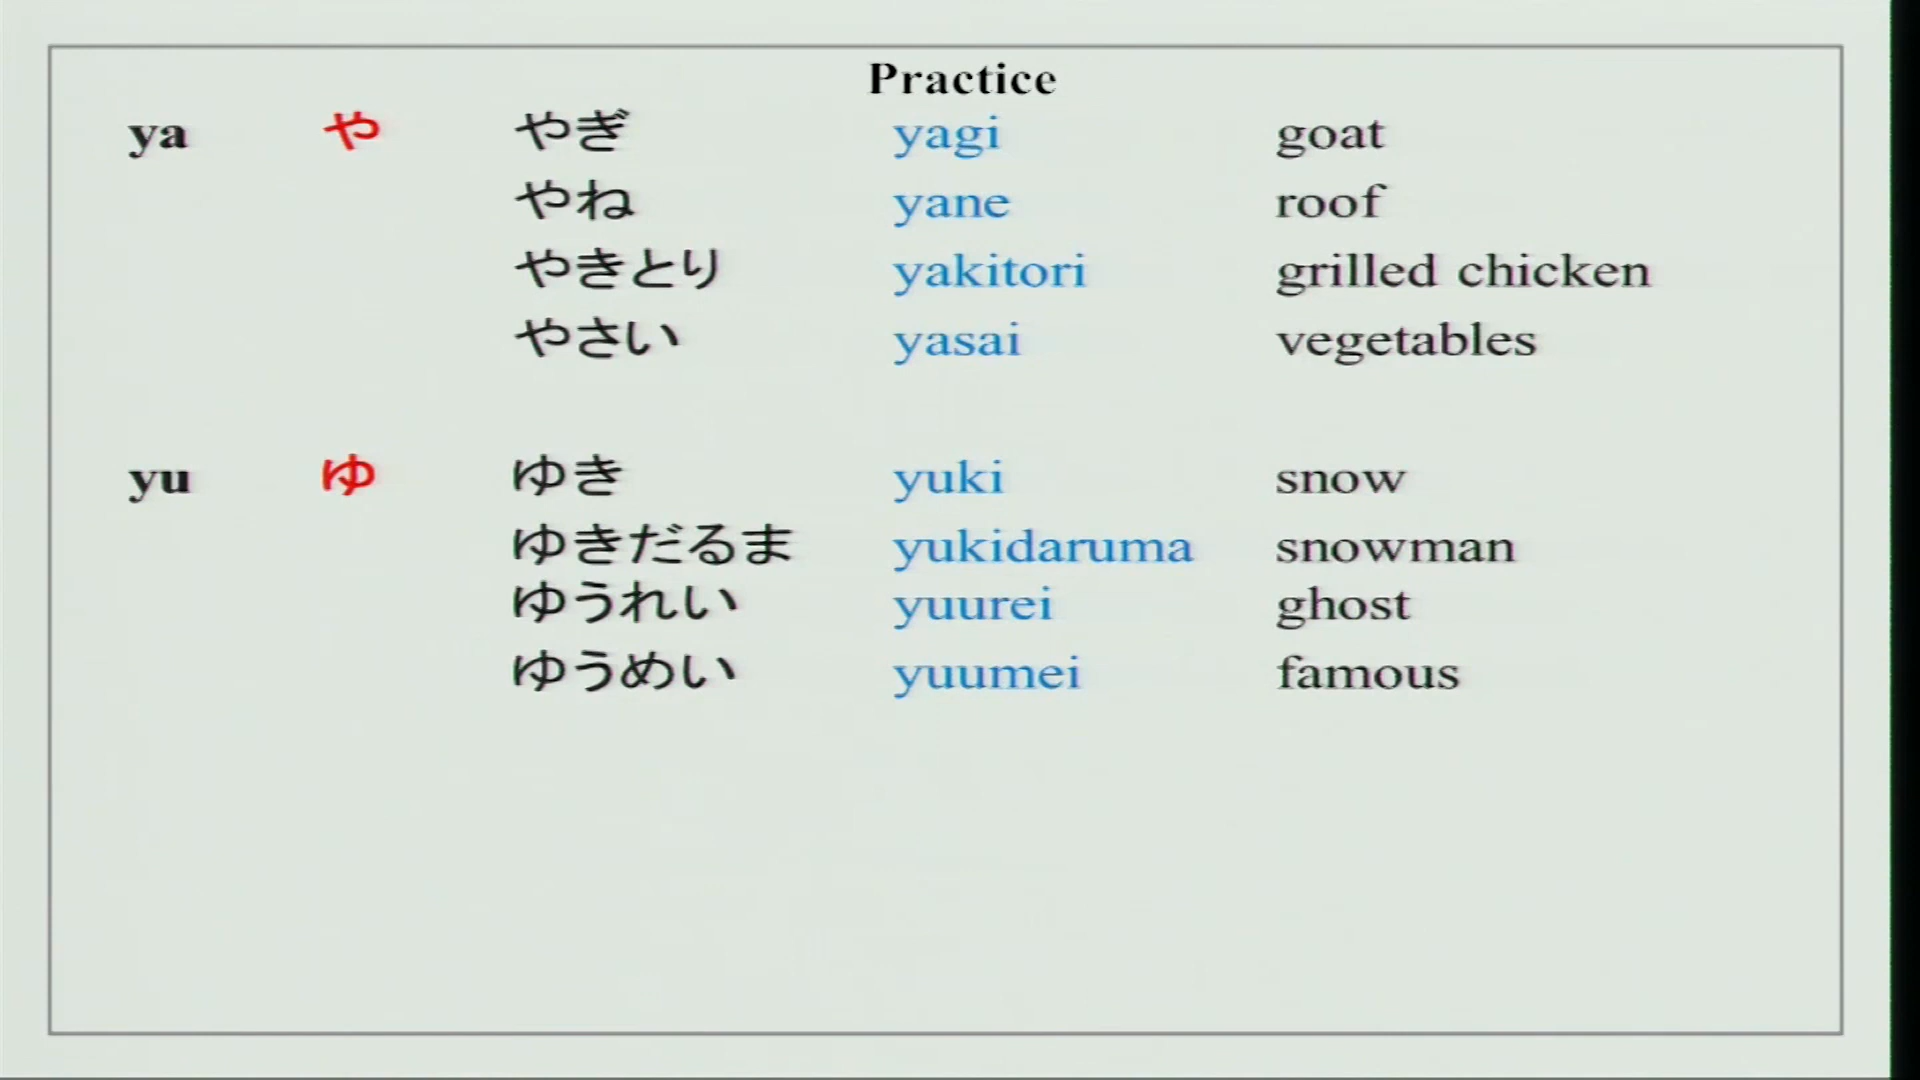 Practice
ya や やぎ yagi goat
やね yane roof
やきとり yakitori grilled chicken
やさい yasai vegetables
yu ゆ ゆき yuki snow
ゆきだるま yukidaruma snowman
ゆうれい yuurei ghost
ゆうめい yuumei famous